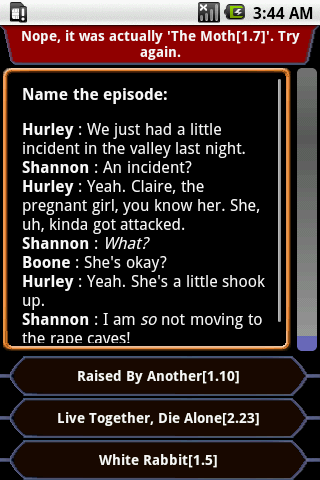 3:44 AM
Nope, it was actually 'The Moth[1.7]'. Try
again.
Name the episode:
Hurley : We just had a little
incident in the valley last night.
Shannon : An incident?
Hurley : Yeah. Claire, the
pregnant girl, you know her. She,
uh, kinda got attacked.
Shannon : What?
Boone : She's okay?
Hurley : Yeah. She's a little shook
up.
Shannon : I am so not moving to
the rape caves!
Raised By Another[1.10]
Live Together, Die Alone[2.23]
White Rabbit[1.5]